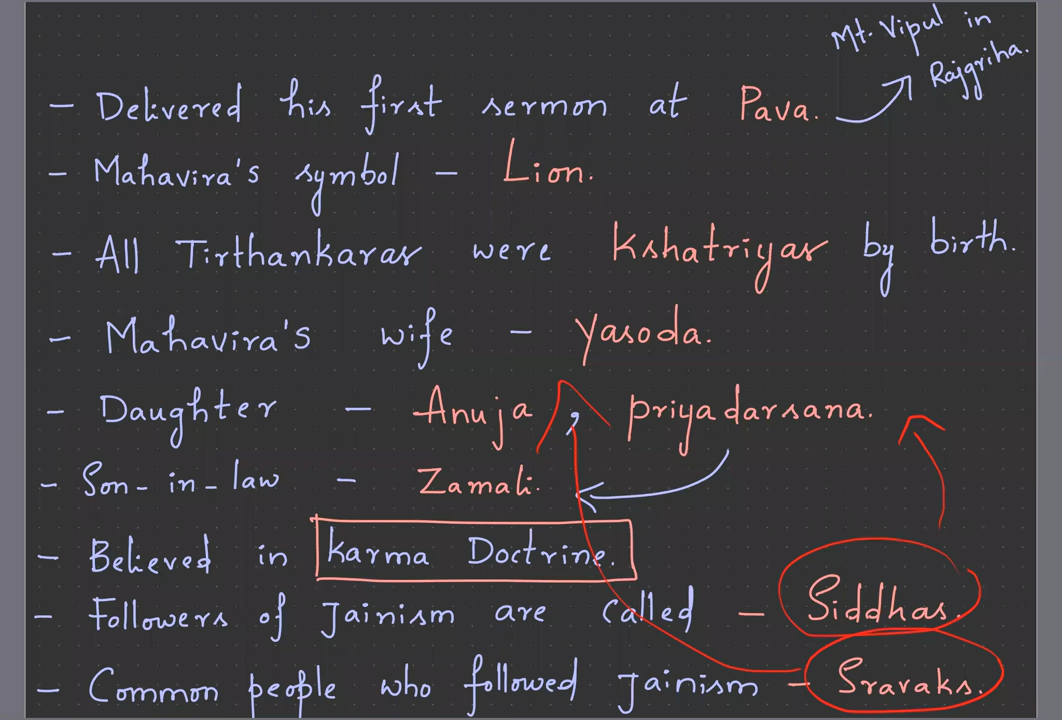 Mt. Vipul in
Rajgriha.
- Delivered his first sermon at Pava.
- Mahavira's symbol - Lion.
- All Tirthankaras were Kshatriyas by birth.
- Mahavira's wife - Yasoda.
- Daughter - Anuja, priyadarsana.
- Son-in-law - Zamali.
- Believed in Karma Doctrine.
- Followers of Jainism are called - Siddhas.
- Common people who followed Jainism - Sravaks.